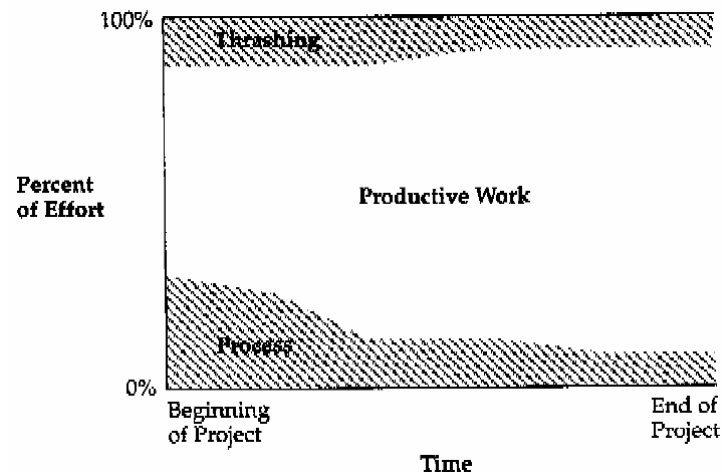 100%
Thrashing
Percent
of Effort
Productive Work
Process
0%
Beginning
of Project
End of
Project
Time